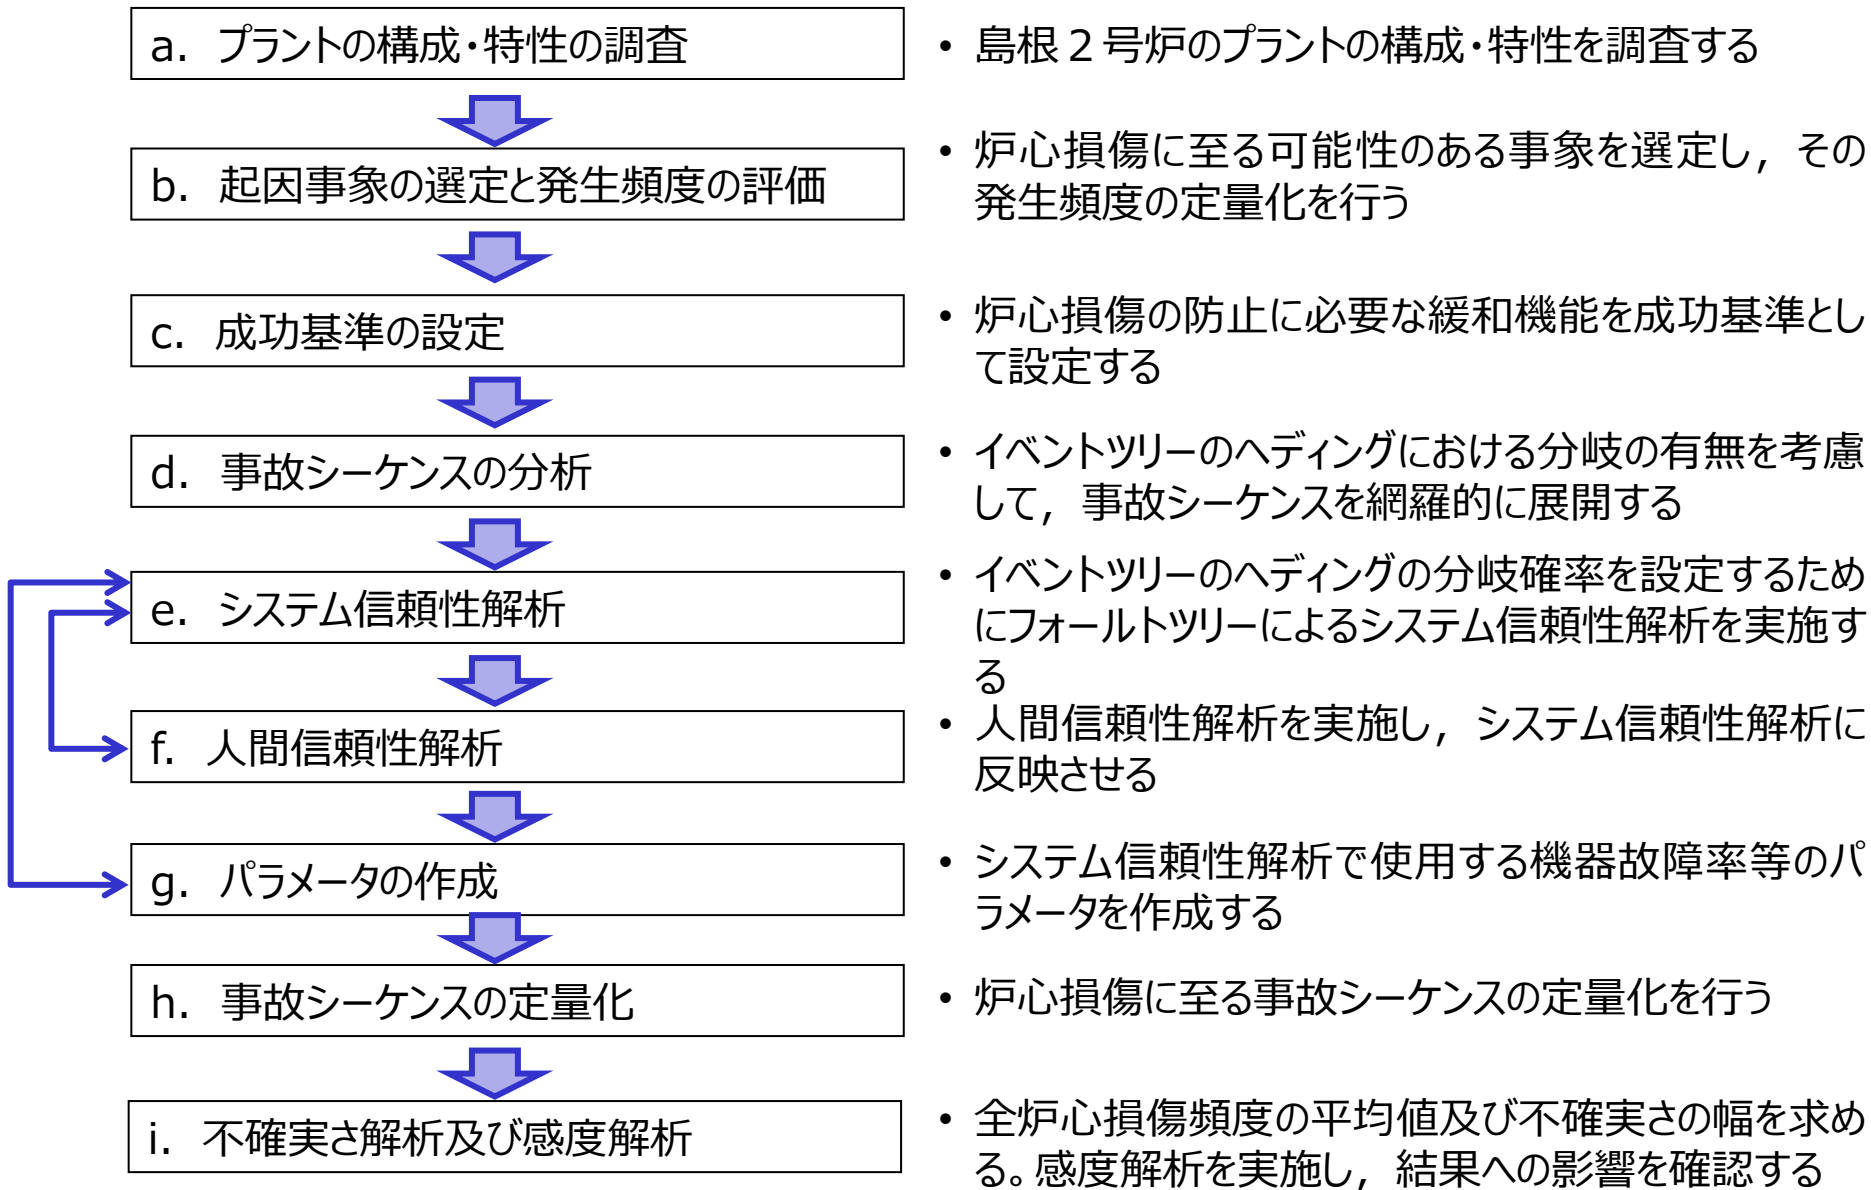 a. プラントの構成・特性の調査
• 島根２号炉のプラントの構成・特性を調査する
b. 起因事象の選定と発生頻度の評価
• 炉心損傷に至る可能性のある事象を選定し，その
発生頻度の定量化を行う
c. 成功基準の設定
• 炉心損傷の防止に必要な緩和機能を成功基準とし
て設定する
d. 事故シーケンスの分析
• イベントツリーのヘディングにおける分岐の有無を考慮
して，事故シーケンスを網羅的に展開する
e. システム信頼性解析
• イベントツリーのヘディングの分岐確率を設定するため
にフォールトツリーによるシステム信頼性解析を実施す
る
f. 人間信頼性解析
• 人間信頼性解析を実施し，システム信頼性解析に
反映させる
g. パラメータの作成
• システム信頼性解析で使用する機器故障率等のパ
ラメータを作成する
h. 事故シーケンスの定量化
• 炉心損傷に至る事故シーケンスの定量化を行う
i. 不確実さ解析及び感度解析
• 全炉心損傷頻度の平均値及び不確実さの幅を求め
る。感度解析を実施し，結果への影響を確認する